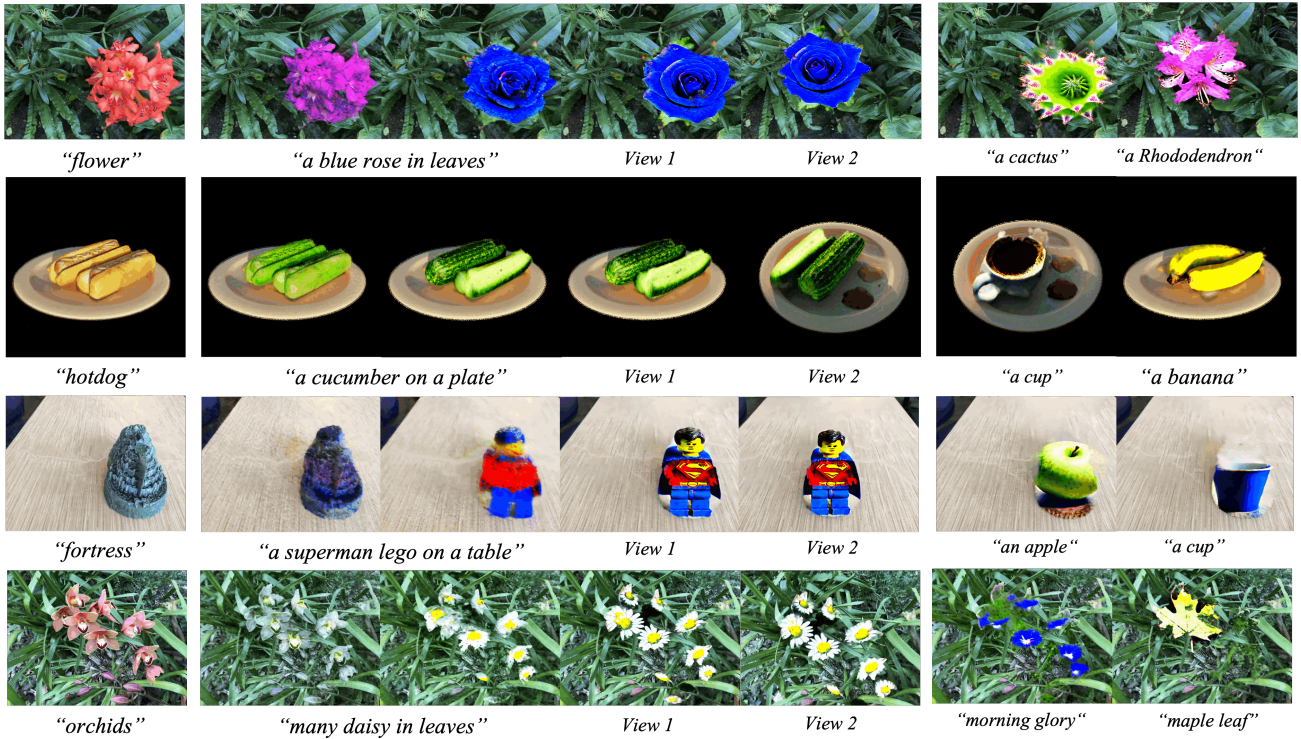 “flower”
“a blue rose in leaves”
View 1
View 2
“a cactus”
“a Rhododendron“
“hotdog”
“a cucumber on a plate”
View 1
View 2
“a cup”
“a banana”
“fortress”
“a superman lego on a table”
View 1
View 2
“an apple“
“a cup”
“orchids”
“many daisy in leaves”
View 1
View 2
“morning glory“
“maple leaf”